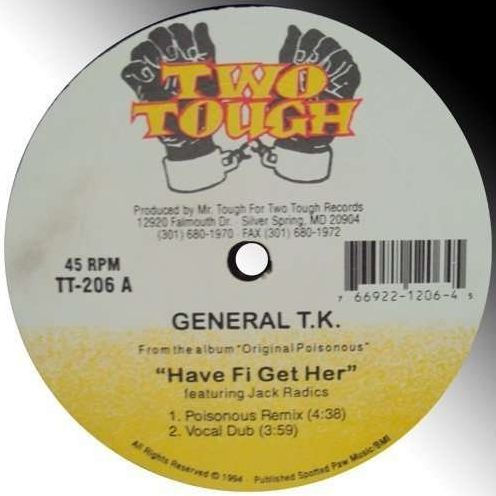 TWO
TOUGH
Produced by Mr. Tough For Two Tough Records
12920 Falmouth Dr. Silver Spring, MD 20904
(301) 680-1970 FAX (301) 680-1972
45 RPM
TT-206 A
7 66922-1206-4 5
GENERAL T.K.
From the album "Original Poisonous"
"Have Fi Get Her"
featuring Jack Radics
1. Poisonous Remix (4:38)
2. Vocal Dub (3:59)
All Rights Reserved © 1994 Published Spotted Paw Music (BMI)